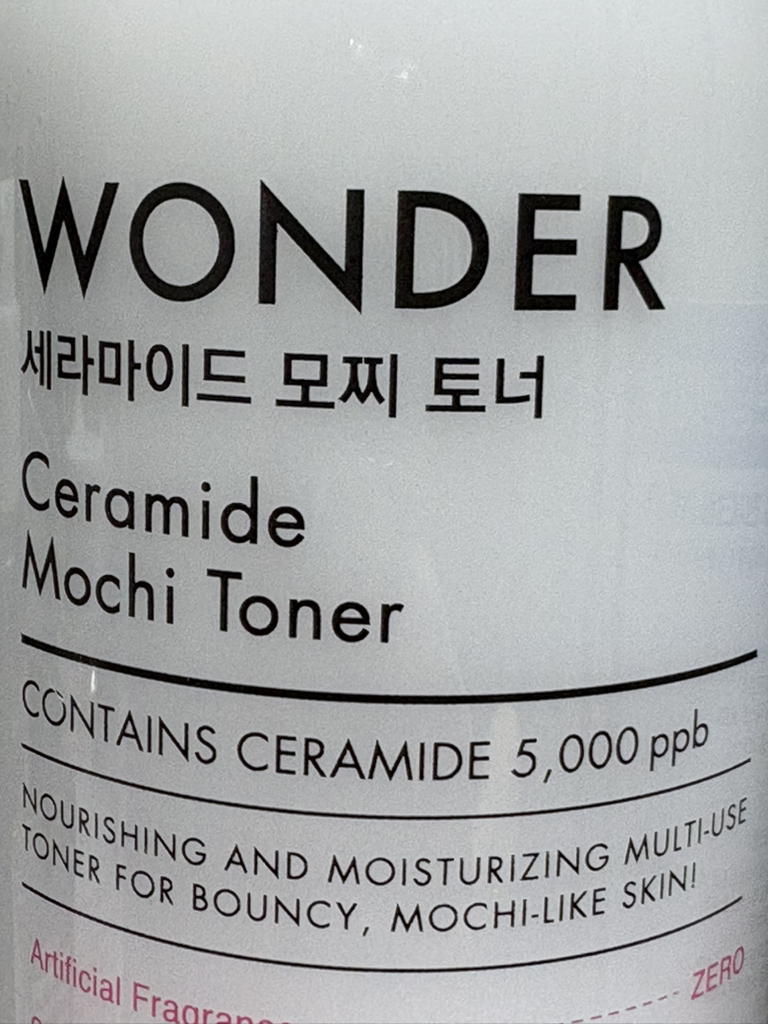 WONDER
세라마이드 모찌 토너
Ceramide
Mochi Toner
CONTAINS CERAMIDE 5,000 ppb
NOURISHING AND MOISTURIZING MULTI-USE
TONER FOR BOUNCY, MOCHI-LIKE SKIN!
Artificial Fragrance ZERO